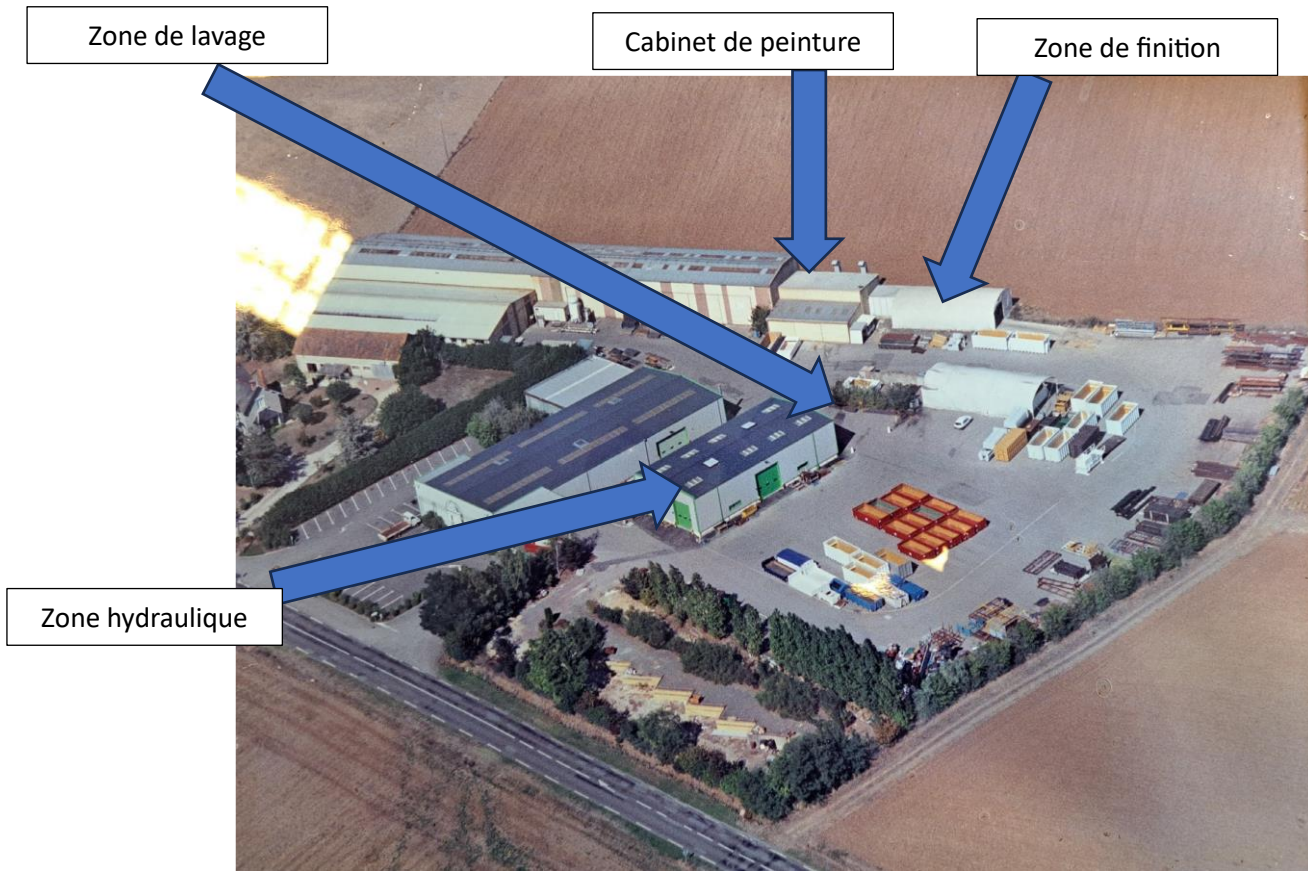 Zone de lavage
Cabinet de peinture
Zone de finition
Zone hydraulique